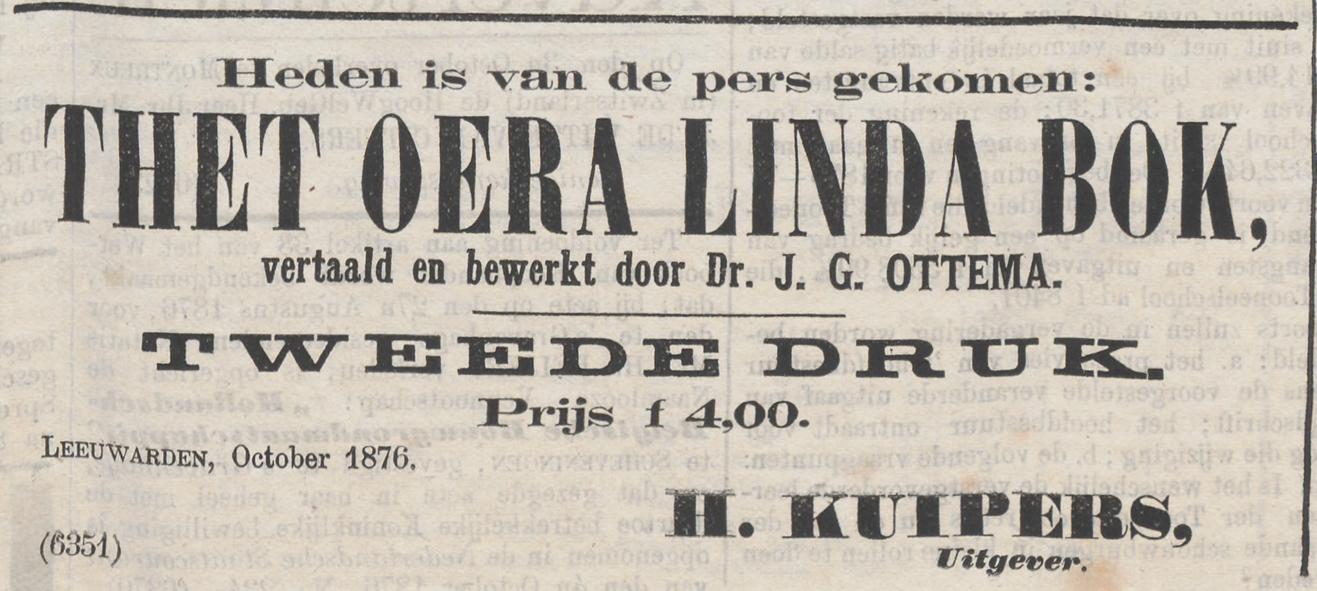 Heden is van de pers gekomen:
THET OERA LINDA BOK,
vertaald en bewerkt door Dr. J. G. OTTEMA.
TWEEDE DRUK.
Prijs f 4,00.
LEEUWARDEN, October 1876.
H. KUIPERS,
Uitgever.
(6351)